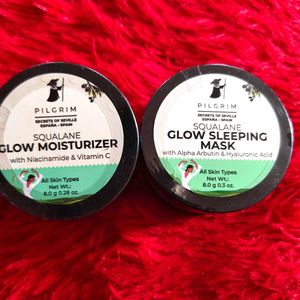 PILGRIM
SECRETS OF SEVILLE
ESPAÑA - SPAIN
SQUALANE
GLOW MOISTURIZER
with Niacinamide & Vitamin C
All Skin Types
Net Wt.:
8.0 g 0.28 oz.
PILGRIM
SECRETS OF SEVILLE
ESPAÑA - SPAIN
SQUALANE
GLOW SLEEPING
MASK
with Alpha Arbutin & Hyaluronic Acid
All Skin Types
Net Wt.:
8.0 g 0.3 oz.